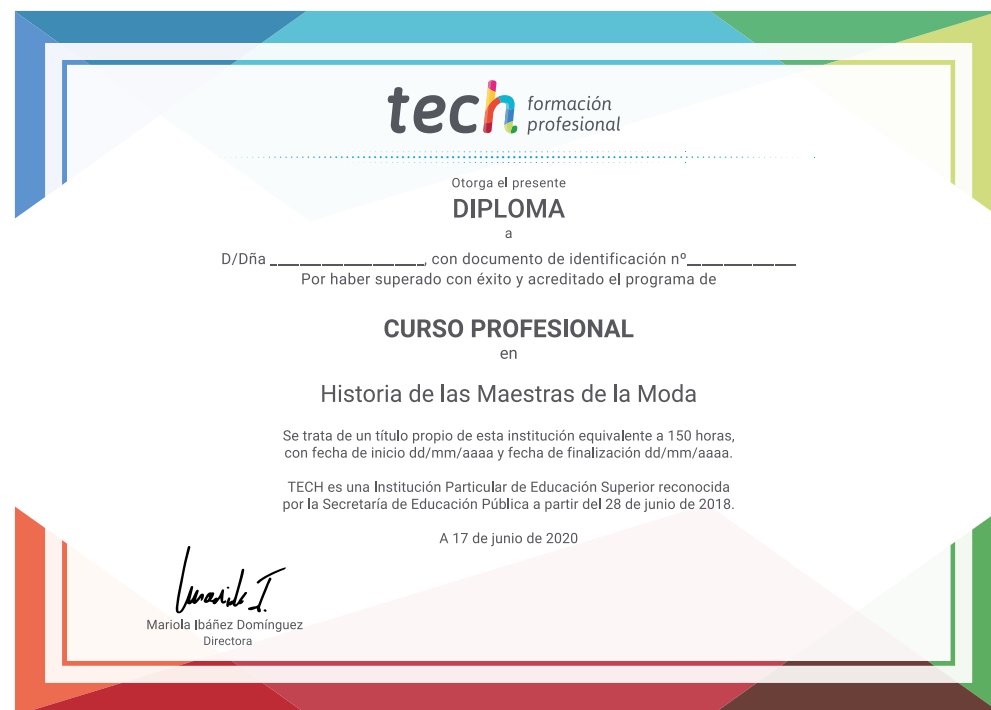 tech formación
profesional
Otorga el presente
DIPLOMA
a
D/Dña ____________________, con documento de identificación nº______________
Por haber superado con éxito y acreditado el programa de
CURSO PROFESIONAL
en
Historia de las Maestras de la Moda
Se trata de un título propio de esta institución equivalente a 150 horas,
con fecha de inicio dd/mm/aaaa y fecha de finalización dd/mm/aaaa.
TECH es una Institución Particular de Educación Superior reconocida
por la Secretaría de Educación Pública a partir del 28 de junio de 2018.
A 17 de junio de 2020
Mariola Ibáñez Domínguez
Directora